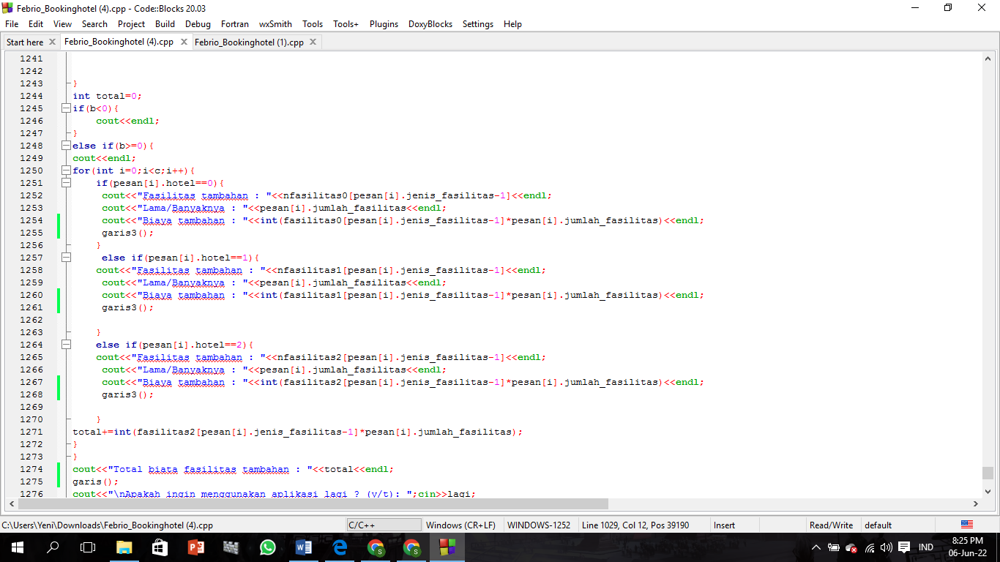 Febrio_Bookinghotel (4).cpp - Code::Blocks 20.03
File Edit View Search Project Build Debug Fortran wxSmith Tools Tools+ Plugins DoxyBlocks Settings Help
Start here Febrio_Bookinghotel (4).cpp Febrio_Bookinghotel (1).cpp
1241
1242
1243 }
1244 int total=0;
1245 if(b<0){
1246 cout<<endl;
1247 }
1248 else if(b>=0){
1249 cout<<endl;
1250 for(int i=0;i<c;i++){
1251 if(pesan[i].hotel==0){
1252 cout<<"Fasilitas tambahan : "<<nfasilitas0[pesan[i].jenis_fasilitas-1]<<endl;
1253 cout<<"Lama/Banyaknya : "<<pesan[i].jumlah_fasilitas<<endl;
1254 cout<<"Biaya tambahan : "<<int(fasilitas0[pesan[i].jenis_fasilitas-1]*pesan[i].jumlah_fasilitas)<<endl;
1255 garis3();
1256 }
1257 else if(pesan[i].hotel==1){
1258 cout<<"Fasilitas tambahan : "<<nfasilitas1[pesan[i].jenis_fasilitas-1]<<endl;
1259 cout<<"Lama/Banyaknya : "<<pesan[i].jumlah_fasilitas<<endl;
1260 cout<<"Biaya tambahan : "<<int(fasilitas1[pesan[i].jenis_fasilitas-1]*pesan[i].jumlah_fasilitas)<<endl;
1261 garis3();
1262
1263 }
1264 else if(pesan[i].hotel==2){
1265 cout<<"Fasilitas tambahan : "<<nfasilitas2[pesan[i].jenis_fasilitas-1]<<endl;
1266 cout<<"Lama/Banyaknya : "<<pesan[i].jumlah_fasilitas<<endl;
1267 cout<<"Biaya tambahan : "<<int(fasilitas2[pesan[i].jenis_fasilitas-1]*pesan[i].jumlah_fasilitas)<<endl;
1268 garis3();
1269
1270 }
1271 total+=int(fasilitas2[pesan[i].jenis_fasilitas-1]*pesan[i].jumlah_fasilitas);
1272 }
1273 }
1274 cout<<"Total biata fasilitas tambahan : "<<total<<endl;
1275 garis();
1276 cout<<"\nApakah ingin menggunakan aplikasi lagi ? (y/t): ";cin>>lagi;
C:\Users\Yeni\Downloads\Febrio_Bookinghotel (4).cpp C/C++ Windows (CR+LF) WINDOWS-1252 Line 1029, Col 12, Pos 39190 Insert Read/Write default
IND
8:25 PM
06-Jun-22